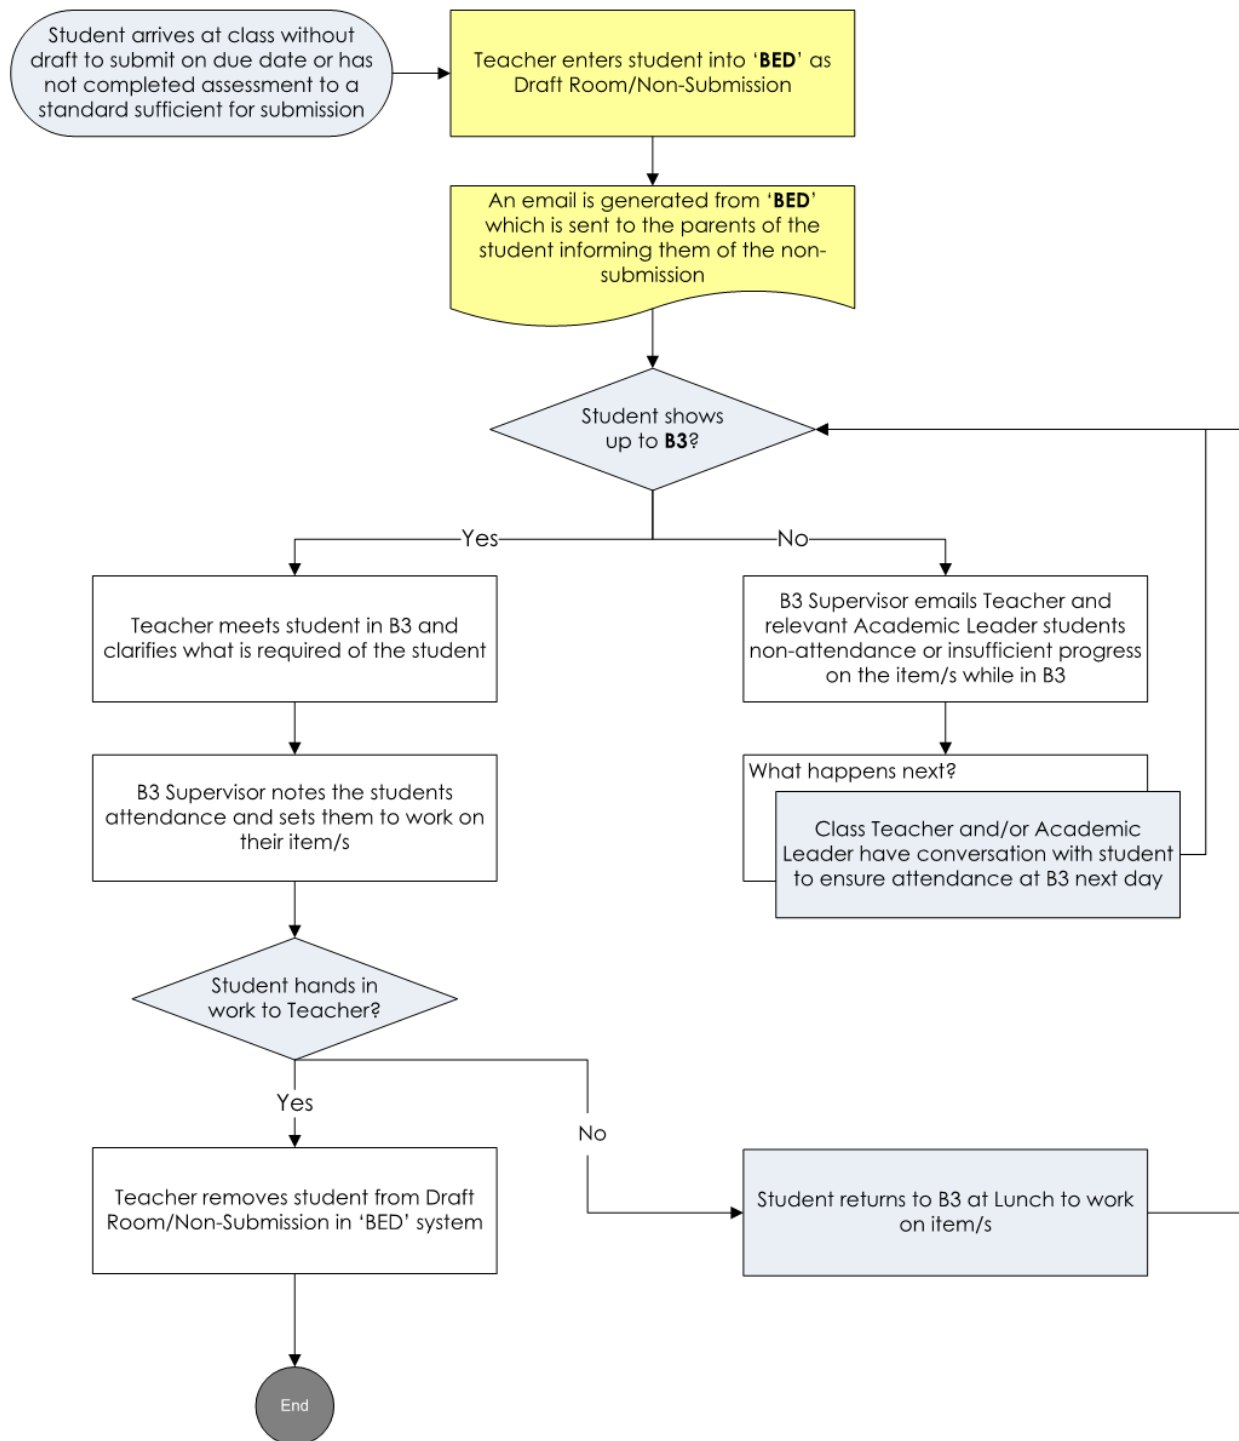 Student arrives at class without
draft to submit on due date or has
not completed assessment to a
standard sufficient for submission
Teacher enters student into ‘BED’ as
Draft Room/Non-Submission
An email is generated from ‘BED’
which is sent to the parents of the
student informing them of the non-
submission
Student shows
up to B3?
Yes
No
Teacher meets student in B3 and
clarifies what is required of the student
B3 Supervisor emails Teacher and
relevant Academic Leader students
non-attendance or insufficient progress
on the item/s while in B3
B3 Supervisor notes the students
attendance and sets them to work on
their item/s
What happens next?
Class Teacher and/or Academic
Leader have conversation with student
to ensure attendance at B3 next day
Student hands in
work to Teacher?
Yes
No
Teacher removes student from Draft
Room/Non-Submission in ‘BED’ system
Student returns to B3 at Lunch to work
on item/s
End